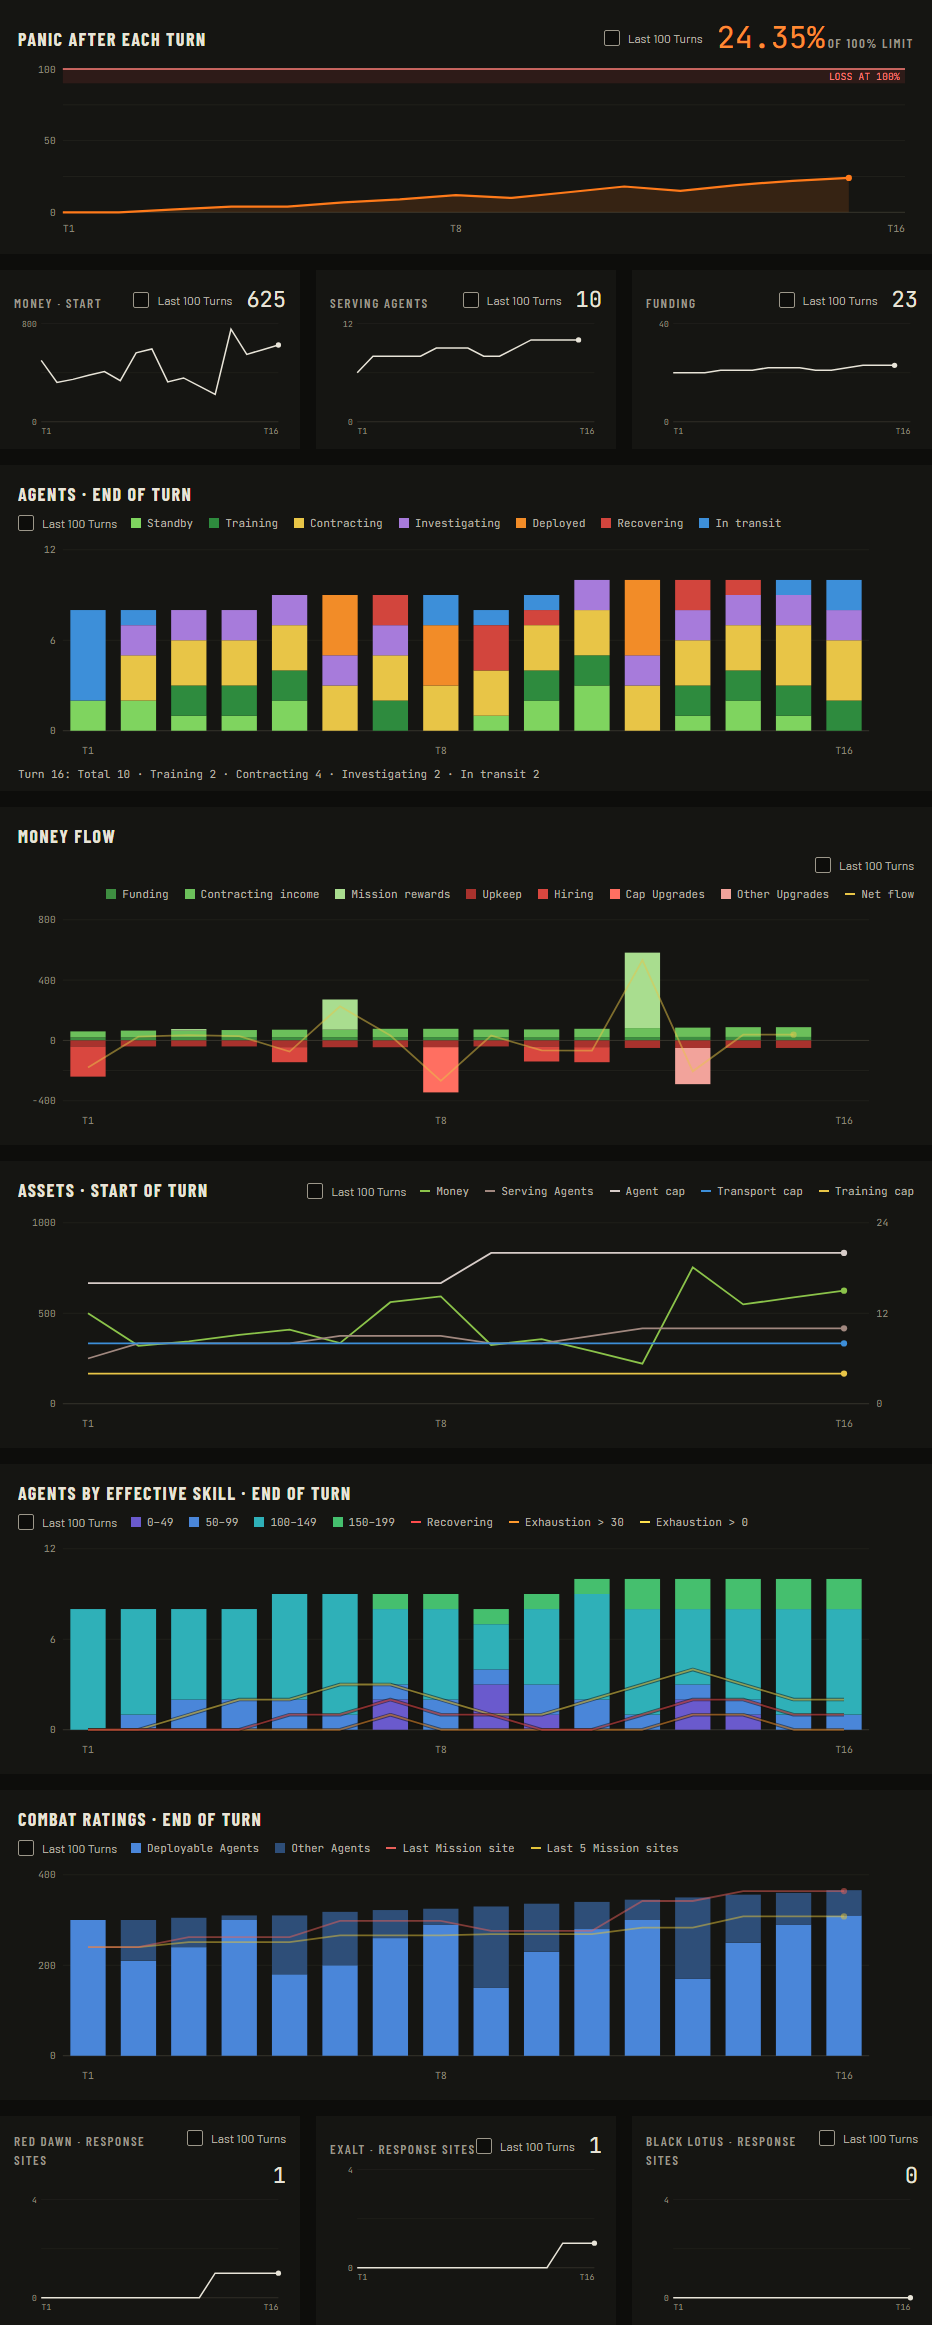 PANIC AFTER EACH TURN Last 100 Turns 24.35% OF 100% LIMIT
100
LOSS AT 100%
50
0
T1 T8 T16
MONEY · START Last 100 Turns 625
800
0
T1 T16
SERVING AGENTS Last 100 Turns 10
12
0
T1 T16
FUNDING Last 100 Turns 23
40
0
T1 T16
AGENTS · END OF TURN
Last 100 Turns Standby Training Contracting Investigating Deployed Recovering In transit
12
6
0
T1 T8 T16
Turn 16: Total 10 · Training 2 · Contracting 4 · Investigating 2 · In transit 2
MONEY FLOW
Last 100 Turns
Funding Contracting income Mission rewards Upkeep Hiring Cap Upgrades Other Upgrades Net flow
800
400
0
-400
T1 T8 T16
ASSETS · START OF TURN Last 100 Turns Money Serving Agents Agent cap Transport cap Training cap
1000 24
500 12
0 0
T1 T8 T16
AGENTS BY EFFECTIVE SKILL · END OF TURN
Last 100 Turns 0–49 50–99 100–149 150–199 Recovering Exhaustion > 30 Exhaustion > 0
12
6
0
T1 T8 T16
COMBAT RATINGS · END OF TURN
Last 100 Turns Deployable Agents Other Agents Last Mission site Last 5 Mission sites
400
200
0
T1 T8 T16
RED DAWN · RESPONSE SITES Last 100 Turns
1
4
0
T1 T16
EXALT · RESPONSE SITES Last 100 Turns 1
4
0
T1 T16
BLACK LOTUS · RESPONSE SITES Last 100 Turns
0
4
0
T1 T16